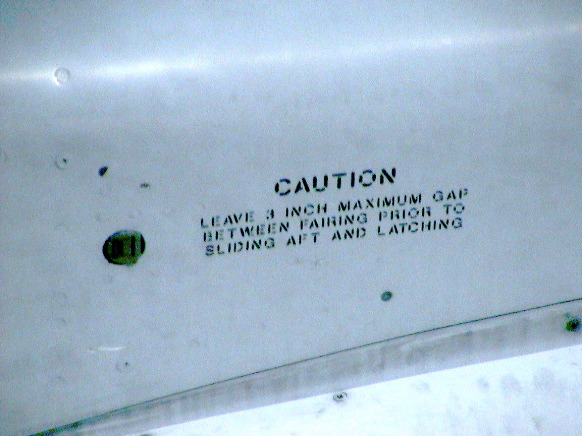 CAUTION
LEAVE 3 INCH MAXIMUM GAP
BETWEEN FAIRING PRIOR TO
SLIDING AFT AND LATCHING